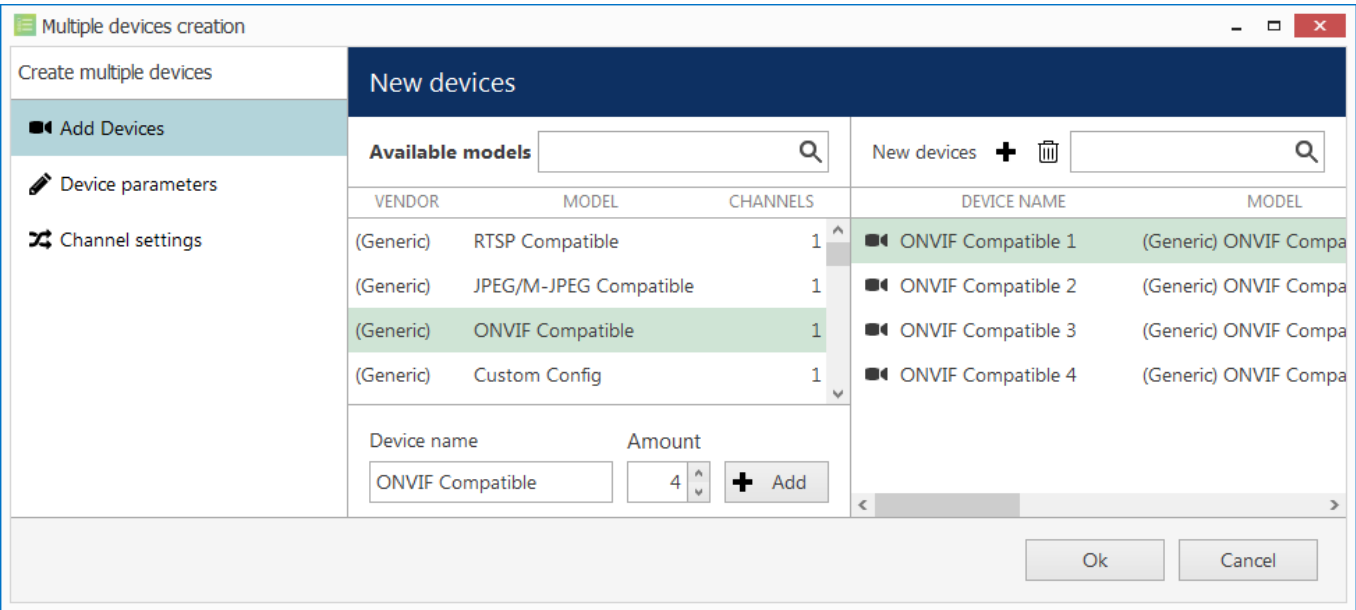 Multiple devices creation
Create multiple devices
Add Devices
Device parameters
Channel settings
New devices
Available models
VENDOR MODEL CHANNELS
(Generic) RTSP Compatible 1
(Generic) JPEG/M-JPEG Compatible 1
(Generic) ONVIF Compatible 1
(Generic) Custom Config 1
Device name Amount
ONVIF Compatible 4 Add
New devices
DEVICE NAME MODEL
ONVIF Compatible 1 (Generic) ONVIF Compa
ONVIF Compatible 2 (Generic) ONVIF Compa
ONVIF Compatible 3 (Generic) ONVIF Compa
ONVIF Compatible 4 (Generic) ONVIF Compa
Ok Cancel